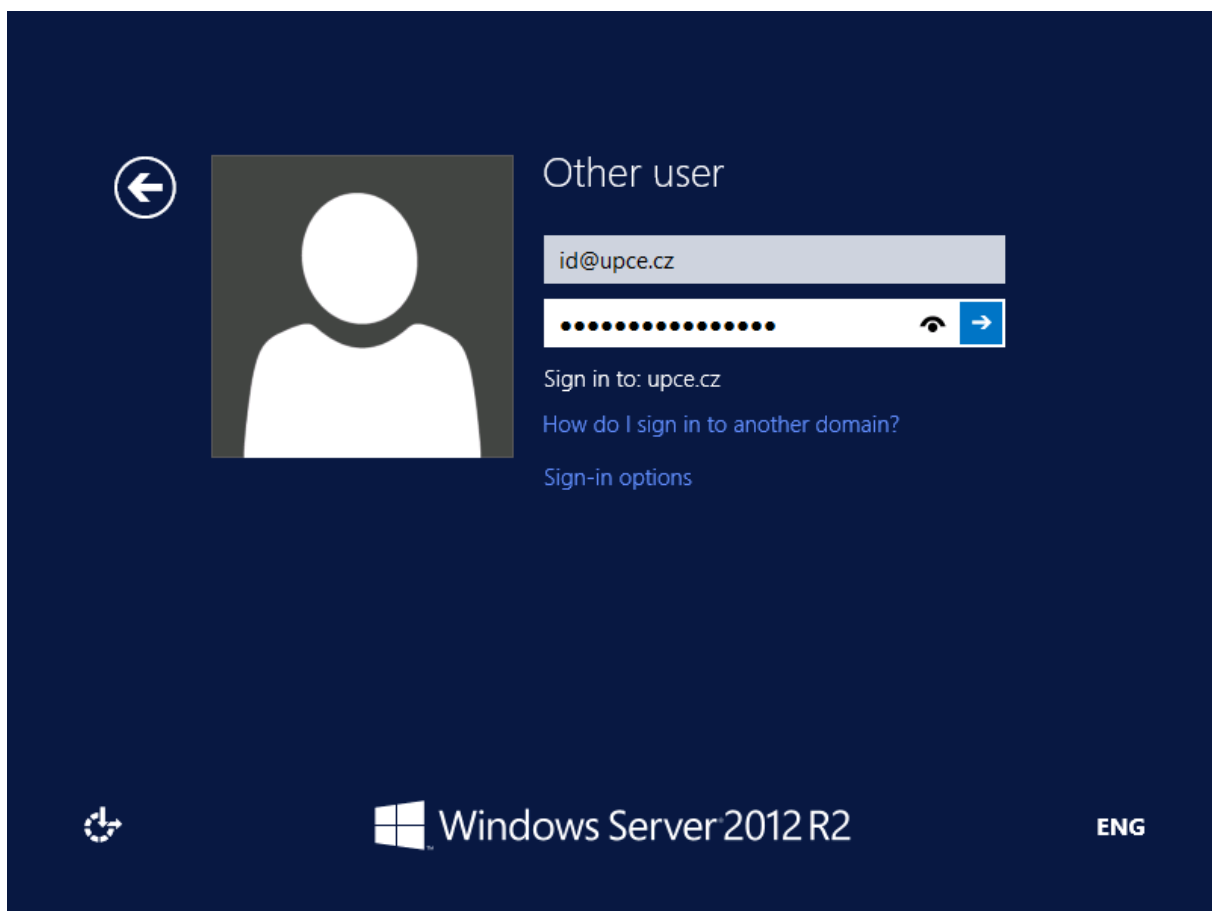 Other user
id@upce.cz
Sign in to: upce.cz
How do I sign in to another domain?
Sign-in options
Windows Server 2012 R2
ENG